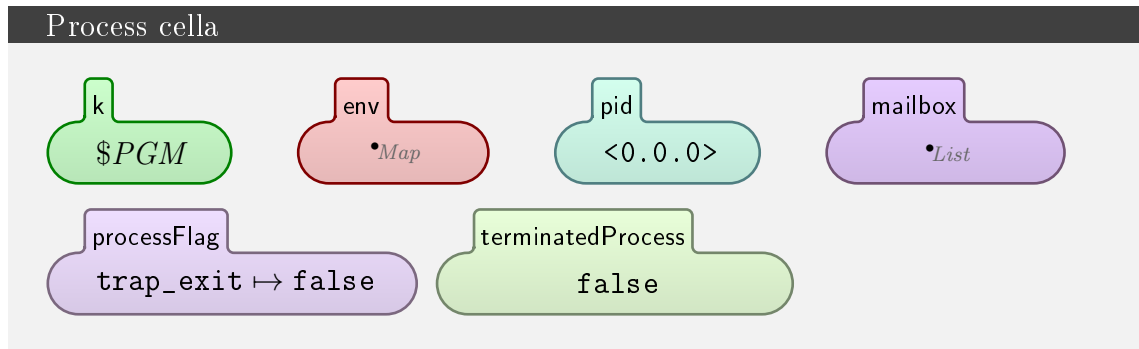 Process cella
k env pid mailbox
$PGM •Map <0.0.0> •List
processFlag terminatedProcess
trap_exit ↦ false false